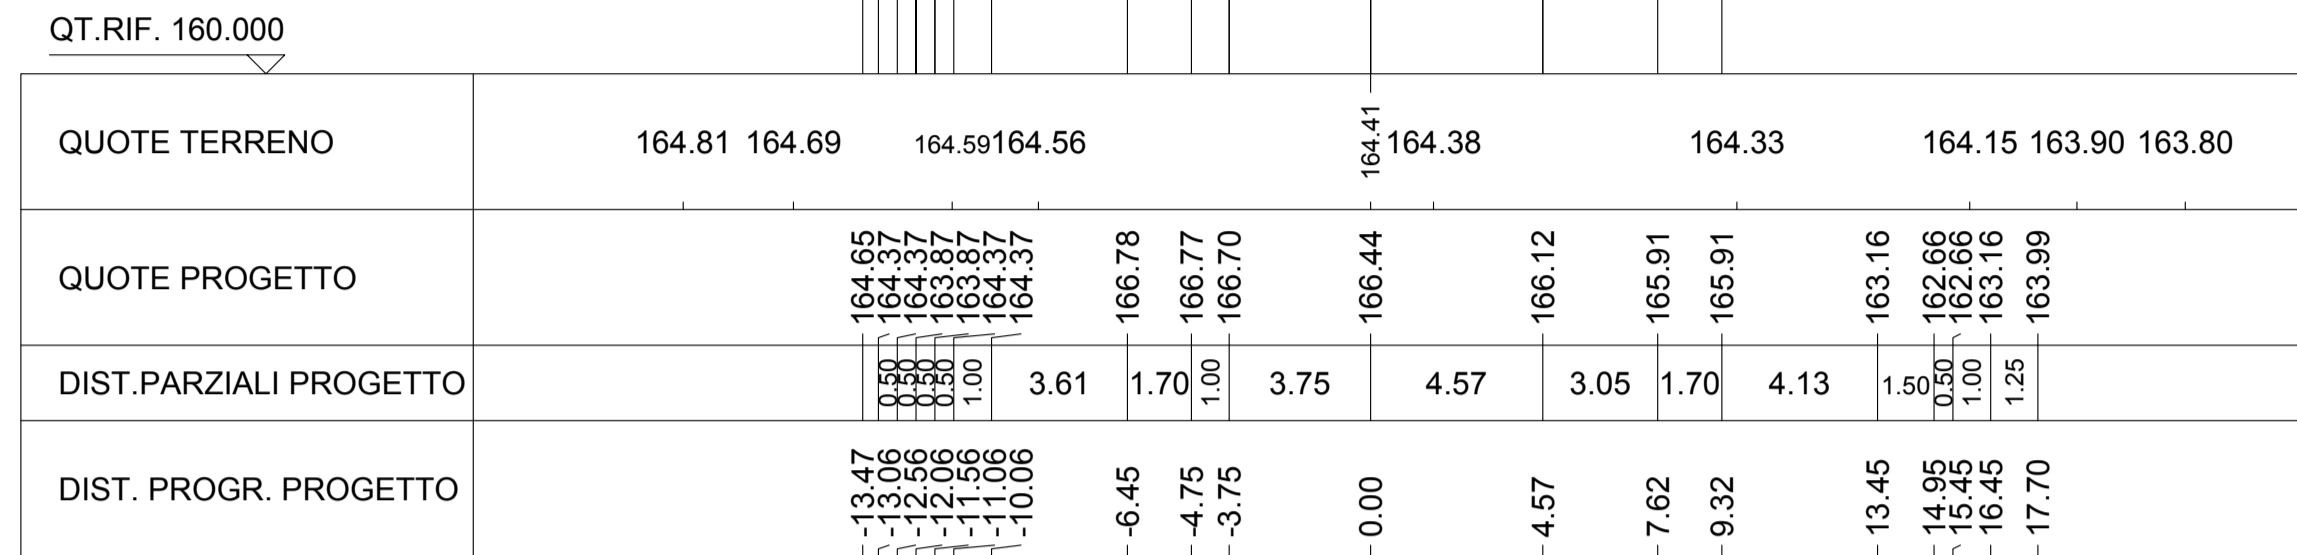 QT.RIF. 160.000
QUOTE TERRENO 164.81 164.69 164.59 164.56 164.41 164.38 164.33 164.15 163.90 163.80
QUOTE PROGETTO 164.65 164.37 164.37 163.87 163.87 164.37 164.37 166.78 166.77 166.70 166.44 166.12 165.91 165.91 163.16 162.66 162.66 163.16 163.99
DIST.PARZIALI PROGETTO 0.50 0.50 0.50 0.50 1.00 3.61 1.70 1.00 3.75 4.57 3.05 1.70 4.13 1.50 0.50 1.00 1.25
DIST. PROGR. PROGETTO -13.47 -13.06 -12.56 -12.06 -11.56 -11.06 -10.06 -6.45 -4.75 -3.75 0.00 4.57 7.62 9.32 13.45 14.95 15.45 16.45 17.70